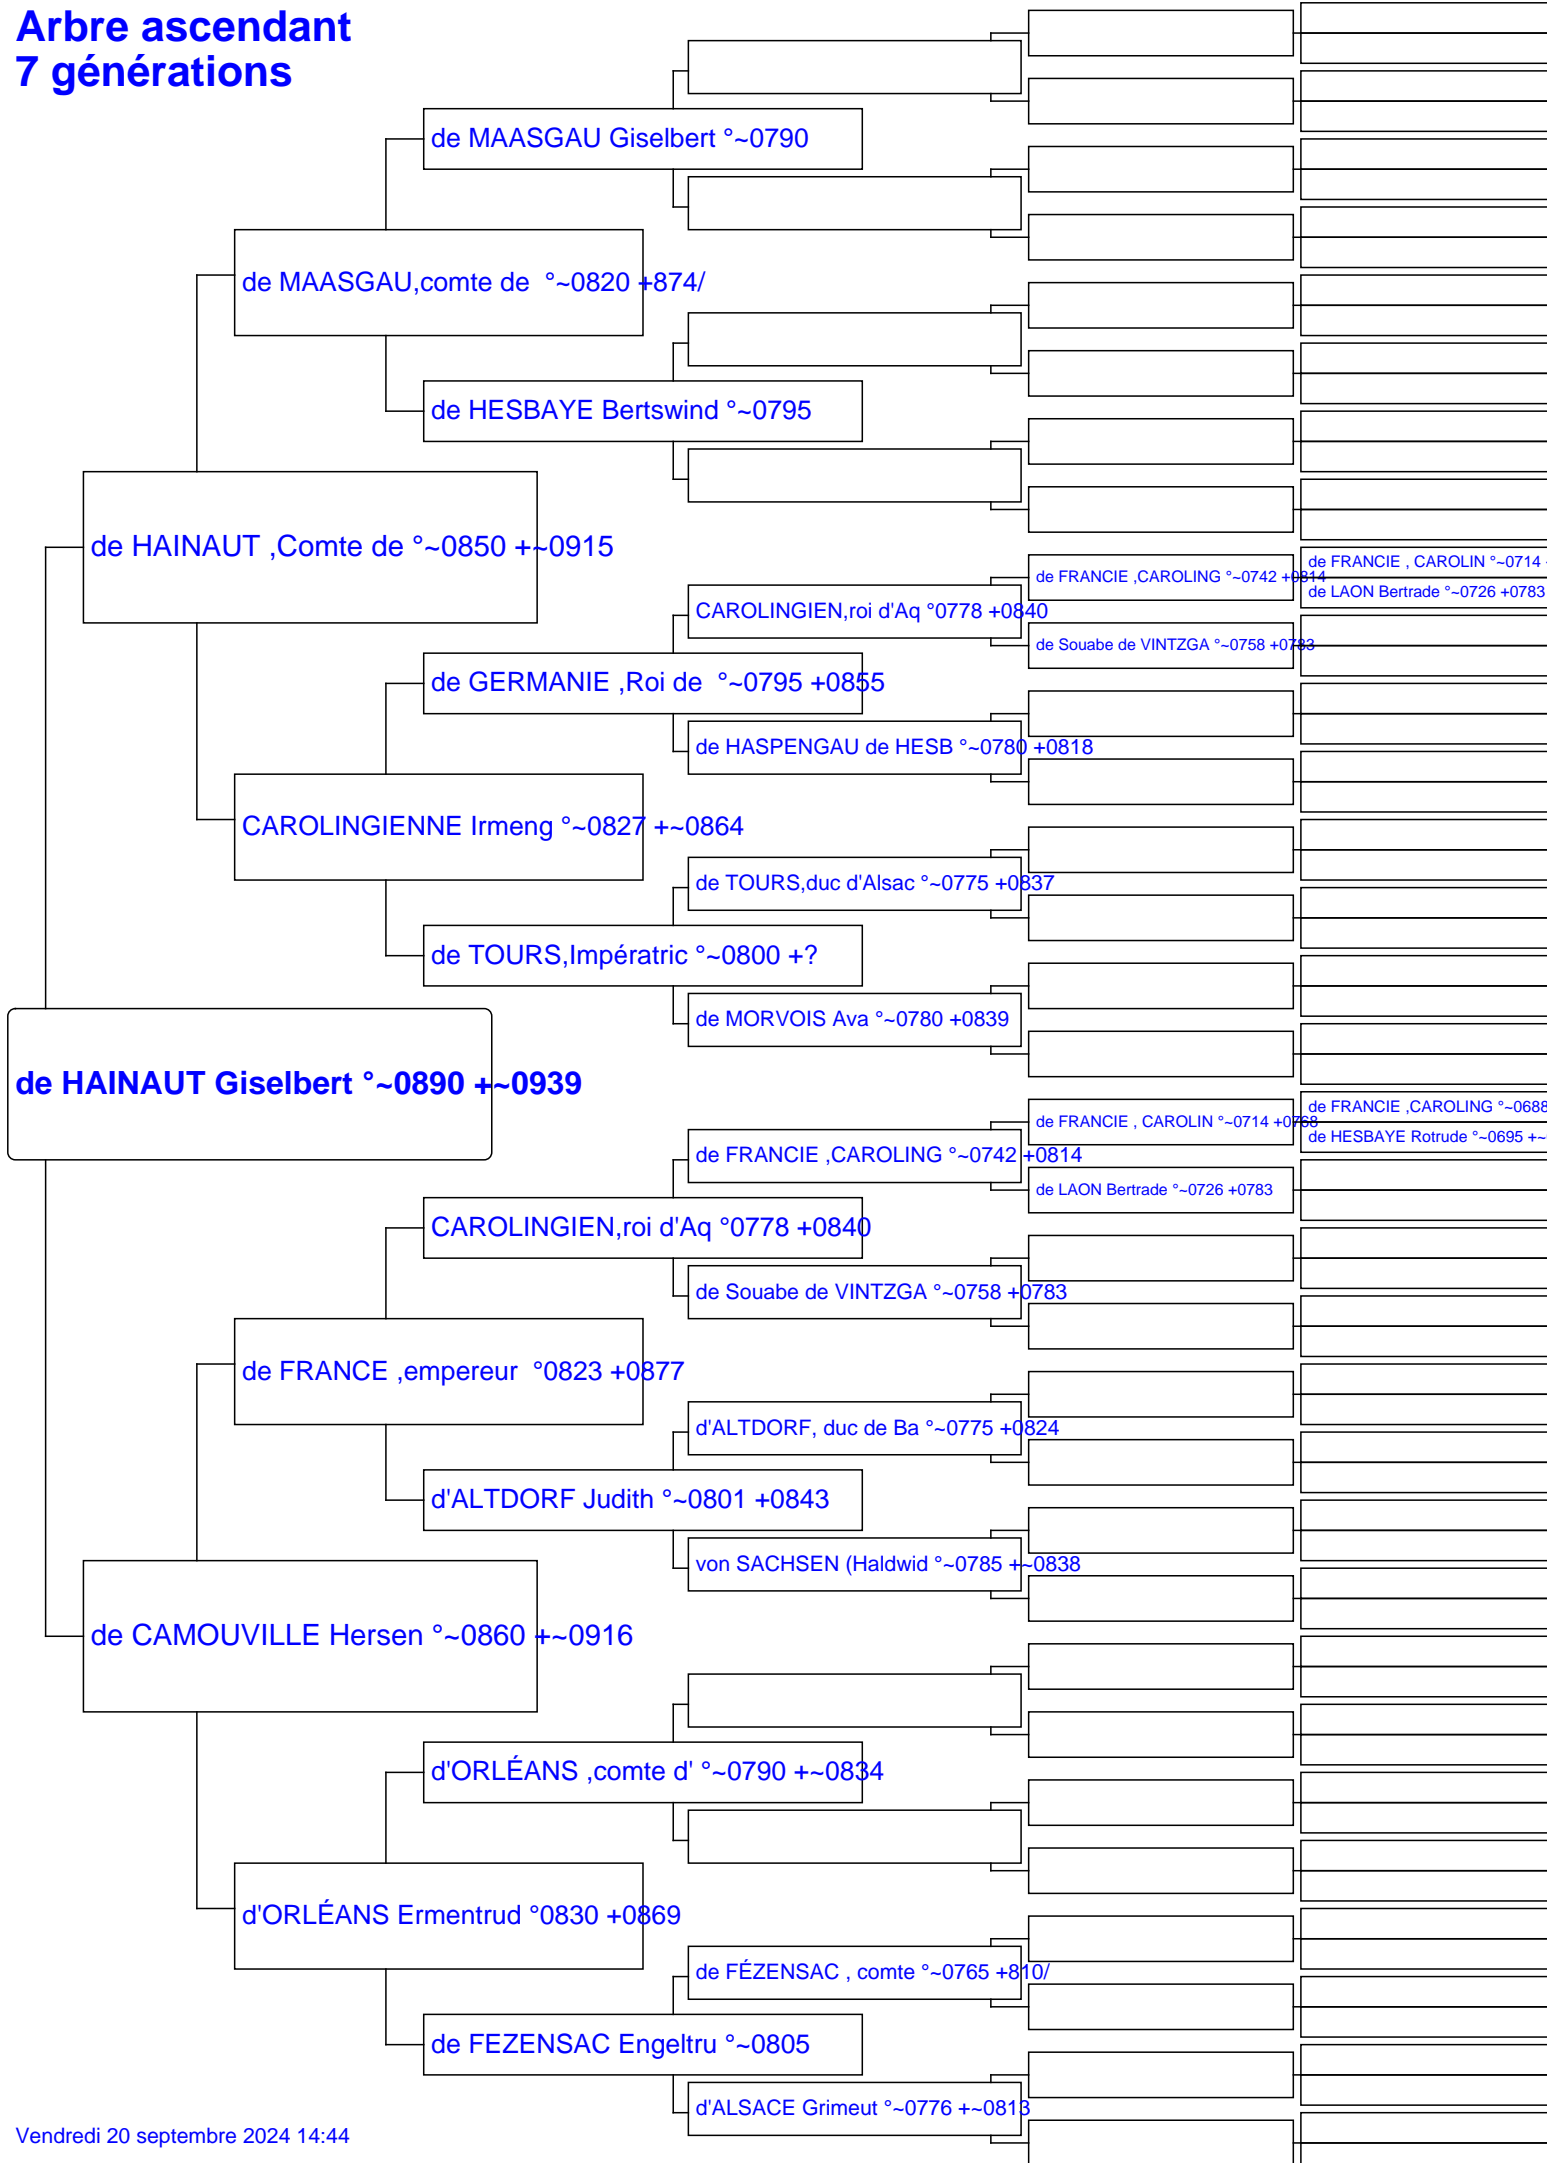 Arbre ascendant
7 générations
de MAASGAU Giselbert °~0790
de MAASGAU,comte de °~0820 +874/
de HESBAYE Bertswind °~0795
de HAINAUT ,Comte de °~0850 +~0915
de FRANCIE , CAROLIN °~0714
de FRANCIE ,CAROLING °~0742 +0814
de LAON Bertrade °~0726 +0783
CAROLINGIEN,roi d'Aq °0778 +0840
de Souabe de VINTZGA °~0758 +0783
de GERMANIE ,Roi de °~0795 +0855
de HASPENGAU de HESB °~0780 +0818
CAROLINGIENNE Irmeng °~0827 +~0864
de TOURS,duc d'Alsac °~0775 +0837
de TOURS,Impératric °~0800 +?
de MORVOIS Ava °~0780 +0839
de HAINAUT Giselbert °~0890 +~0939
de FRANCIE ,CAROLING °~0688
de FRANCIE , CAROLIN °~0714 +0768
de HESBAYE Rotrude °~0695 +~
de FRANCIE ,CAROLING °~0742 +0814
de LAON Bertrade °~0726 +0783
CAROLINGIEN,roi d'Aq °0778 +0840
de Souabe de VINTZGA °~0758 +0783
de FRANCE ,empereur °0823 +0877
d'ALTDORF, duc de Ba °~0775 +0824
d'ALTDORF Judith °~0801 +0843
von SACHSEN (Haldwid °~0785 +~0838
de CAMOUVILLE Hersen °~0860 +~0916
d'ORLÉANS ,comte d' °~0790 +~0834
d'ORLÉANS Ermentrud °0830 +0869
de FÉZENSAC , comte °~0765 +810/
de FEZENSAC Engeltru °~0805
d'ALSACE Grimeut °~0776 +~0813
Vendredi 20 septembre 2024 14:44